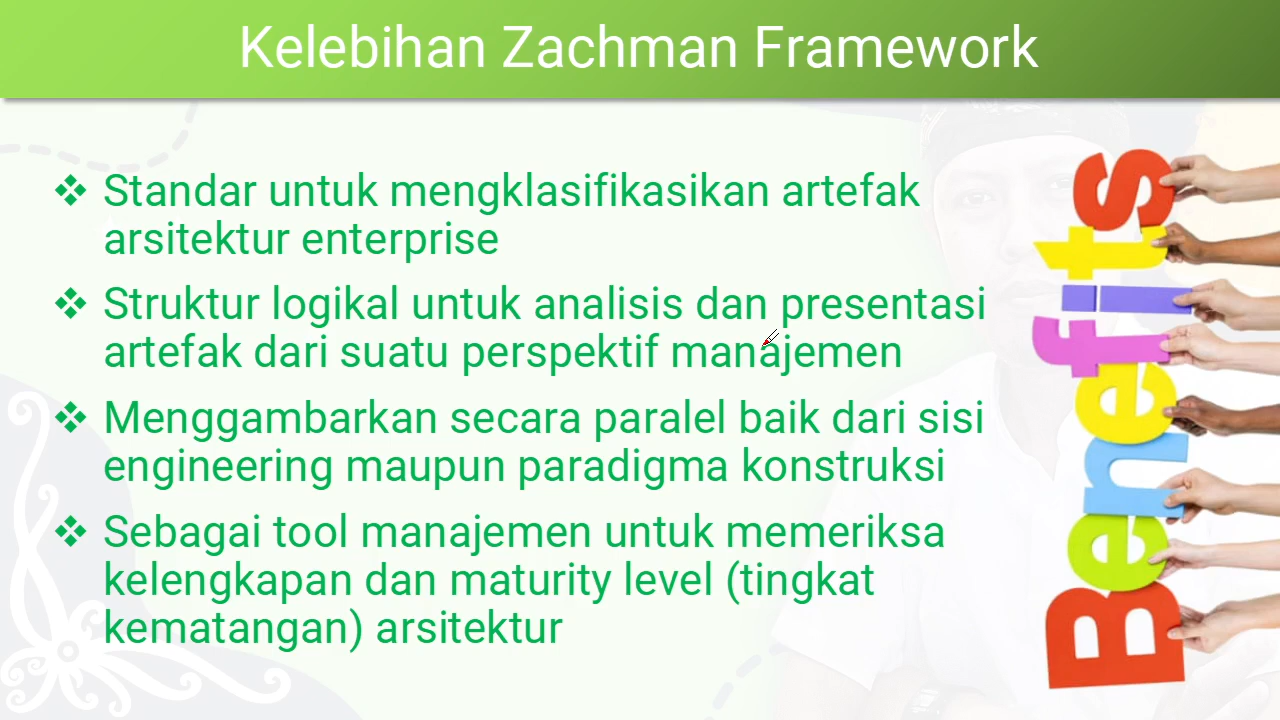 Kelebihan Zachman Framework
❖ Standar untuk mengklasifikasikan artefak
arsitektur enterprise
❖ Struktur logikal untuk analisis dan presentasi
artefak dari suatu perspektif manajemen
❖ Menggambarkan secara paralel baik dari sisi
engineering maupun paradigma konstruksi
❖ Sebagai tool manajemen untuk memeriksa
kelengkapan dan maturity level (tingkat
kematangan) arsitektur
Benefits